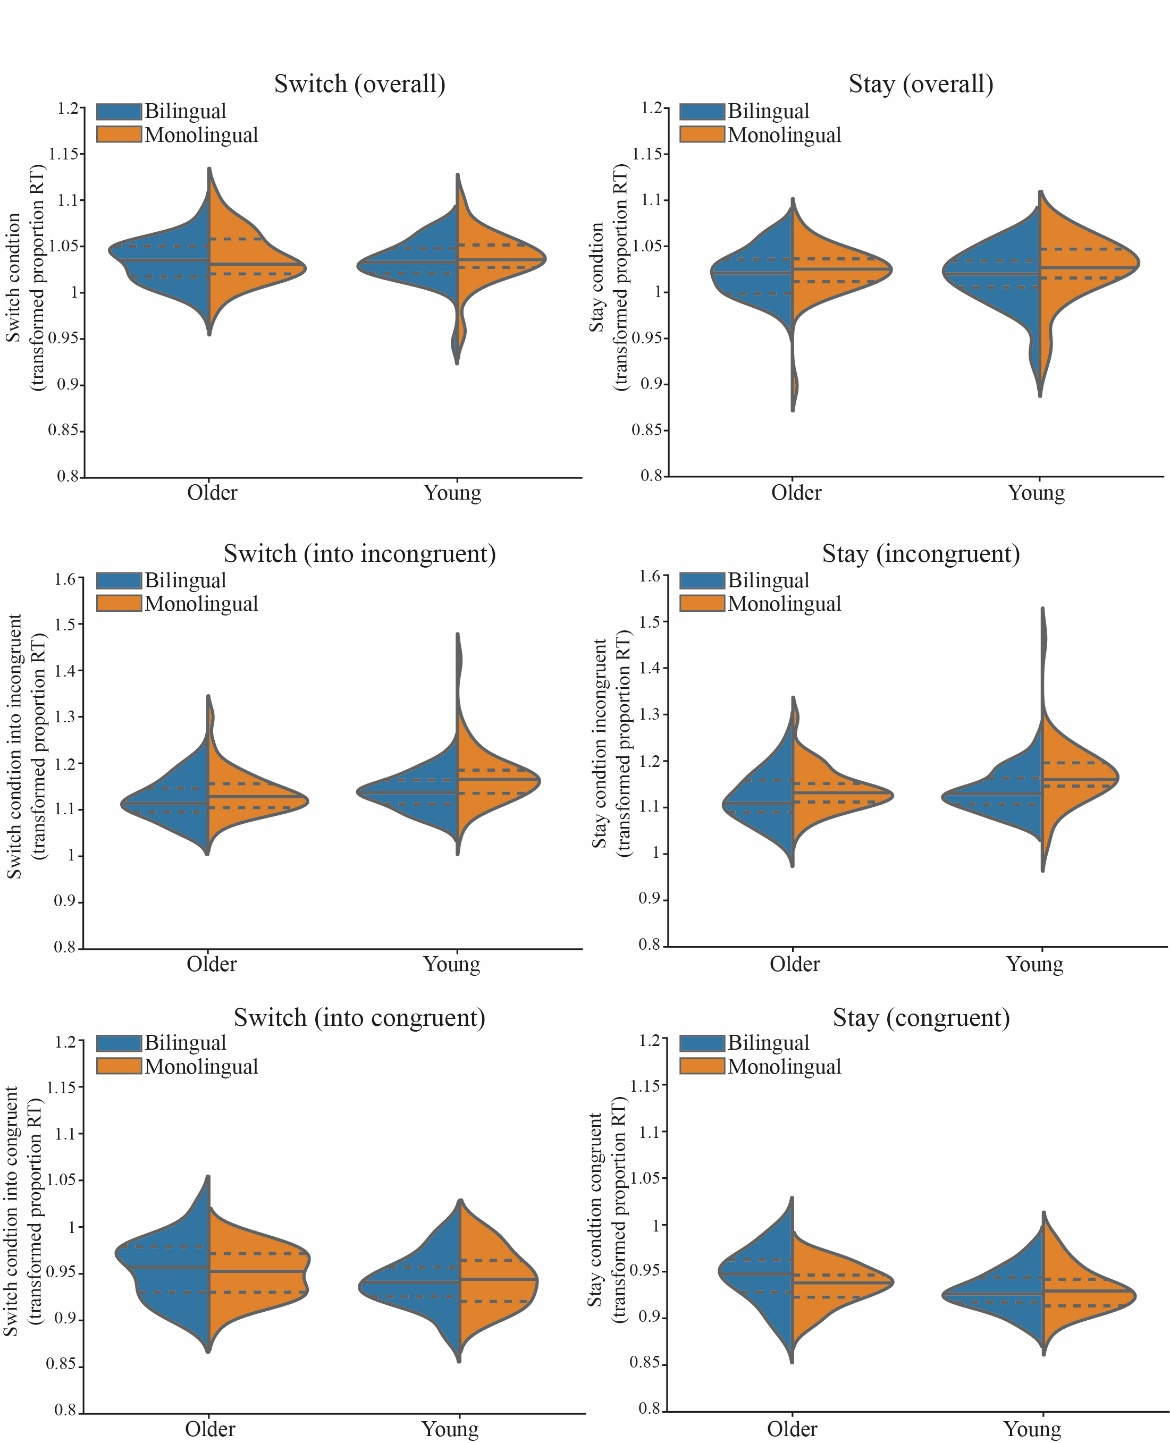 Switch (overall)
Bilingual
Monolingual
1.2
1.15
1.1
1.05
1
0.95
0.9
0.85
0.8
Switch condtion
(transformed proportion RT)
Older
Young
Stay (overall)
Bilingual
Monolingual
1.2
1.15
1.1
1.05
1
0.95
0.9
0.85
0.8
Stay condtion
(transformed proportion RT)
Older
Young
Switch (into incongruent)
Bilingual
Monolingual
1.6
1.5
1.4
1.3
1.2
1.1
1
0.9
0.8
Switch condtion into incongruent
(transformed proportion RT)
Older
Young
Stay (incongruent)
Bilingual
Monolingual
1.6
1.5
1.4
1.3
1.2
1.1
1
0.9
0.8
Stay condtion incongruent
(transformed proportion RT)
Older
Young
Switch (into congruent)
Bilingual
Monolingual
1.2
1.15
1.1
1.05
1
0.95
0.9
0.85
0.8
Switch condtion into congruent
(transformed proportion RT)
Older
Young
Stay (congruent)
Bilingual
Monolingual
1.2
1.15
1.1
1.05
1
0.95
0.9
0.85
0.8
Stay condtion congruent
(transformed proportion RT)
Older
Young